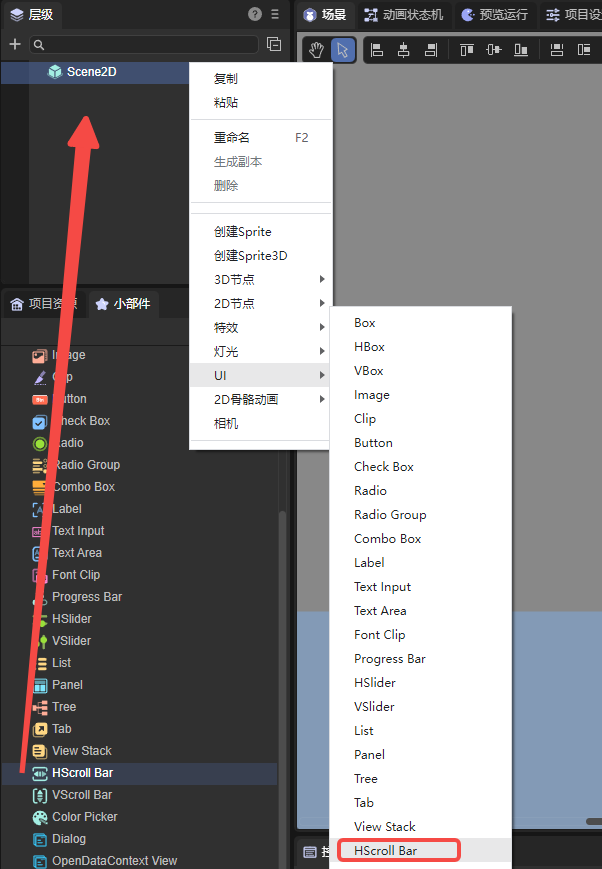 层级
场景
动画状态机
预览运行
项目设
Scene2D
复制
粘贴
重命名 F2
生成副本
删除
创建Sprite
创建Sprite3D
3D节点
2D节点
特效
灯光
UI
2D骨骼动画
相机
项目资源
小部件
Image
Clip
Button
Check Box
Radio
Radio Group
Combo Box
Label
Text Input
Text Area
Font Clip
Progress Bar
HSlider
VSlider
List
Panel
Tree
Tab
View Stack
HScroll Bar
VScroll Bar
Color Picker
Dialog
OpenDataContext View
Box
HBox
VBox
Image
Clip
Button
Check Box
Radio
Radio Group
Combo Box
Label
Text Input
Text Area
Font Clip
Progress Bar
HSlider
VSlider
List
Panel
Tree
Tab
View Stack
HScroll Bar